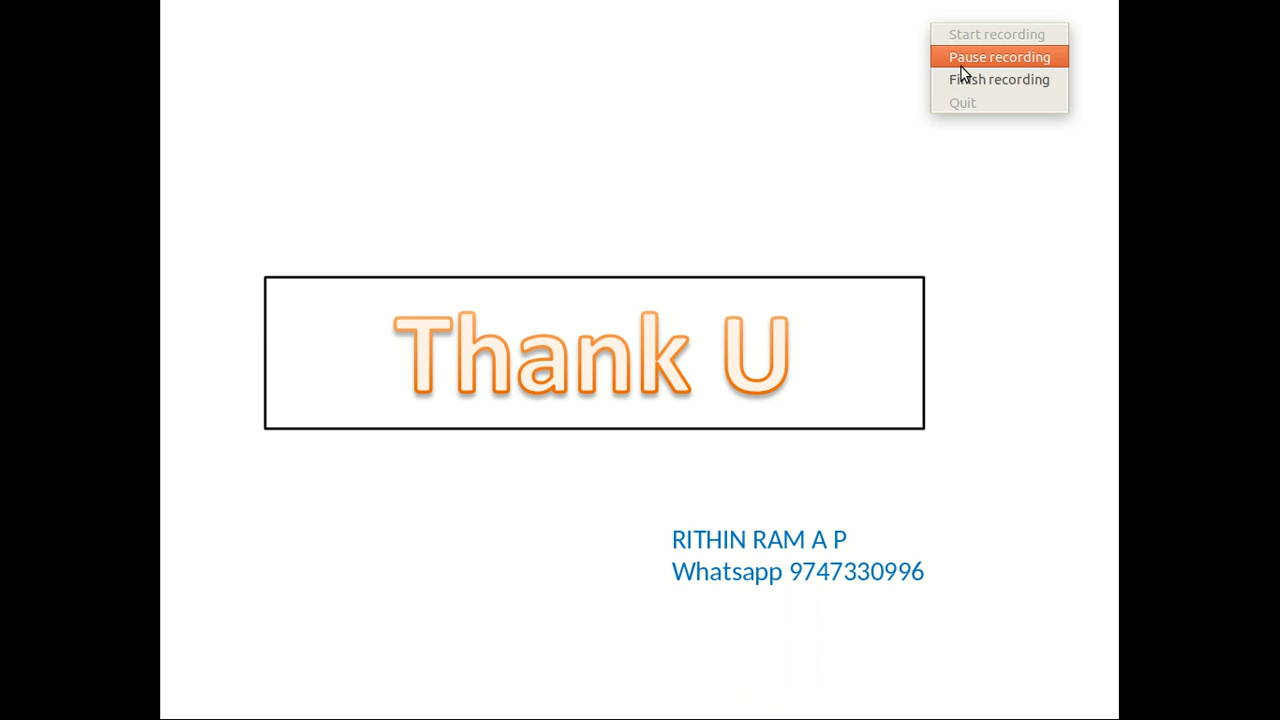 Start recording
Pause recording
Finish recording
Quit
Thank U
RITHIN RAM A P
Whatsapp 9747330996